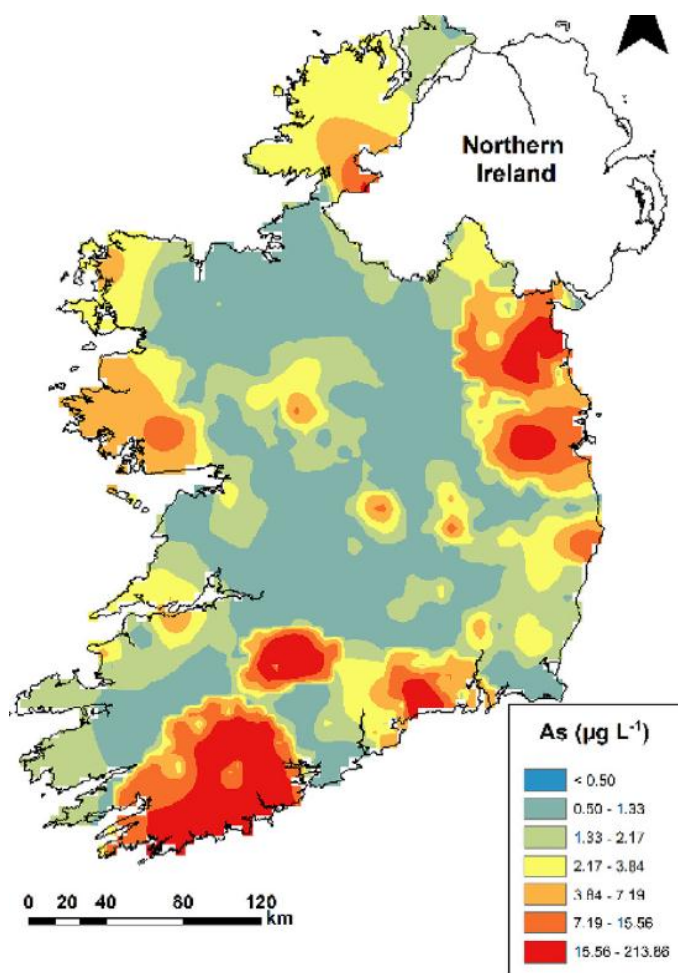 Northern
Ireland
As (µg L⁻¹)
< 0.50
0.50 - 1.33
1.33 - 2.17
2.17 - 3.84
3.84 - 7.19
7.19 - 15.56
15.56 - 213.86
0 20 40 80 120
km